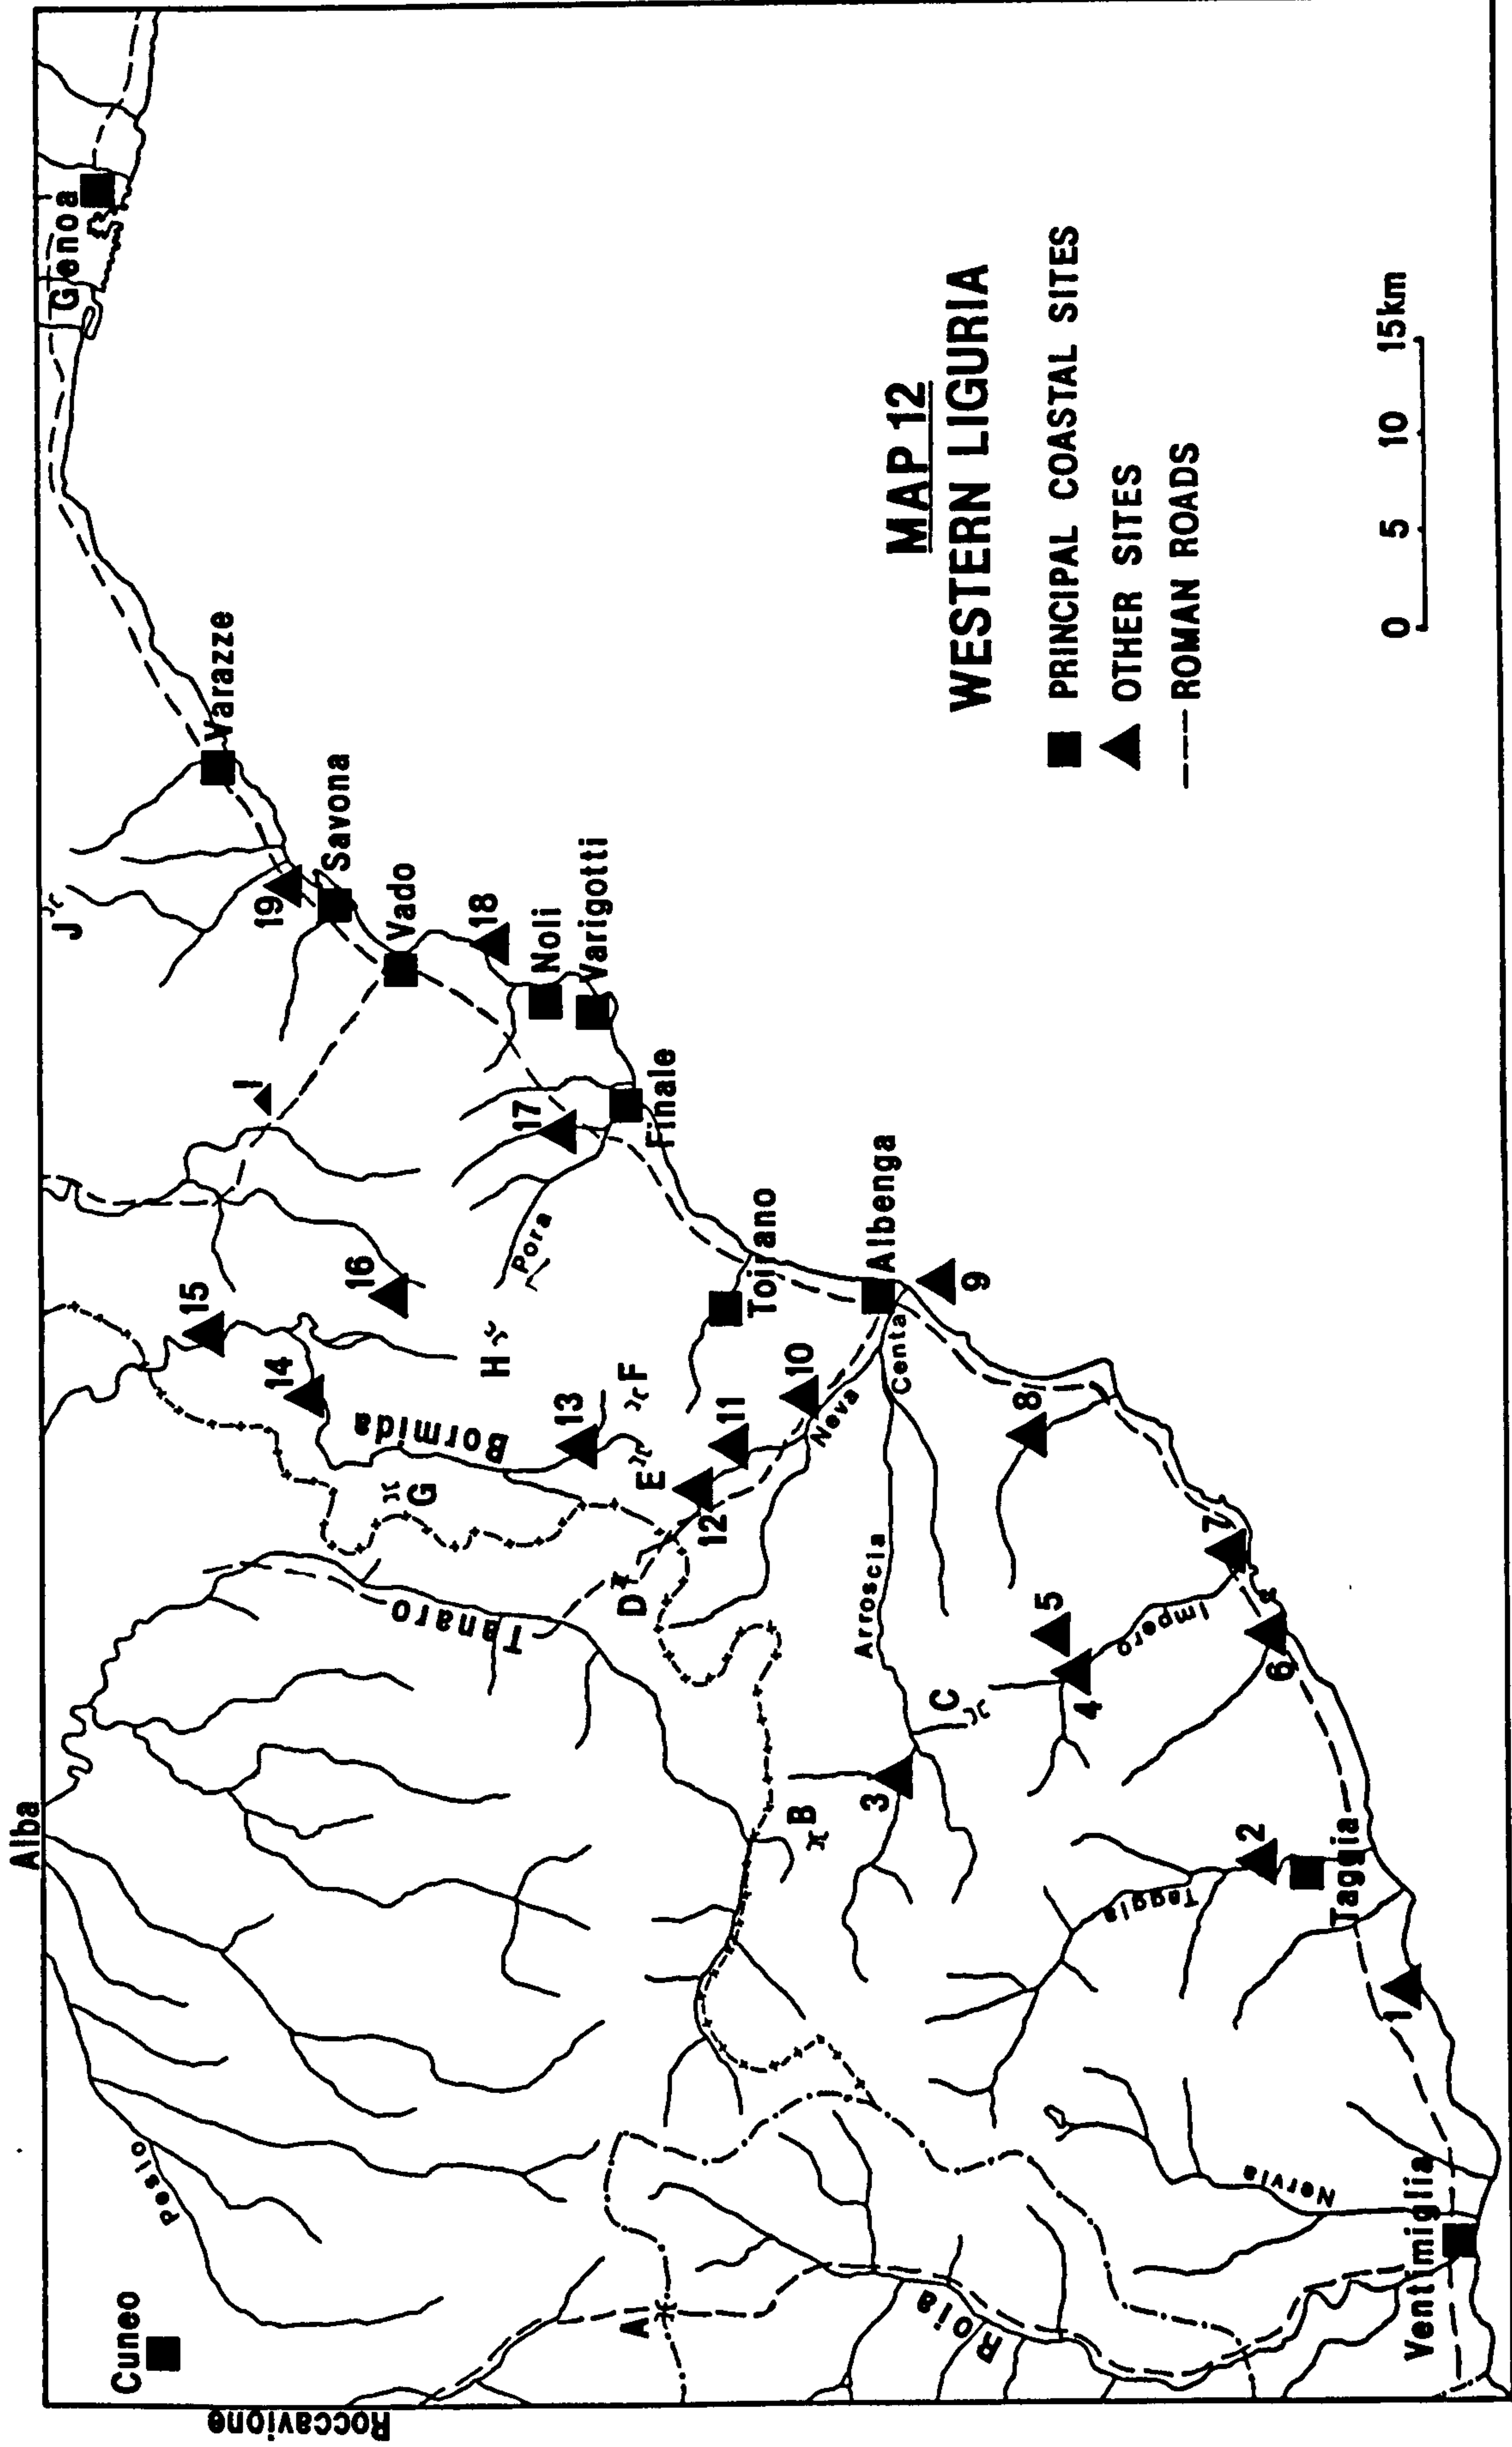 MAP 12
WESTERN LIGURIA
PRINCIPAL COASTAL SITES
OTHER SITES
ROMAN ROADS
0 5 10 15km
Alba
Cuneo
Roccavione
Genoa
Varazze
Savona
Vado
Noli
Varigotti
Finale
Toirano
Albenga
Taggia
Ventimiglia
Pesio
Tanaro
Bormida
Pora
Neva
Centa
Arroscia
Impero
Taggia
Nervia
Roia
A
B
C
D
E
F
G
H
I
J
1
2
3
4
5
6
7
8
9
10
11
12
13
14
15
16
17
18
19